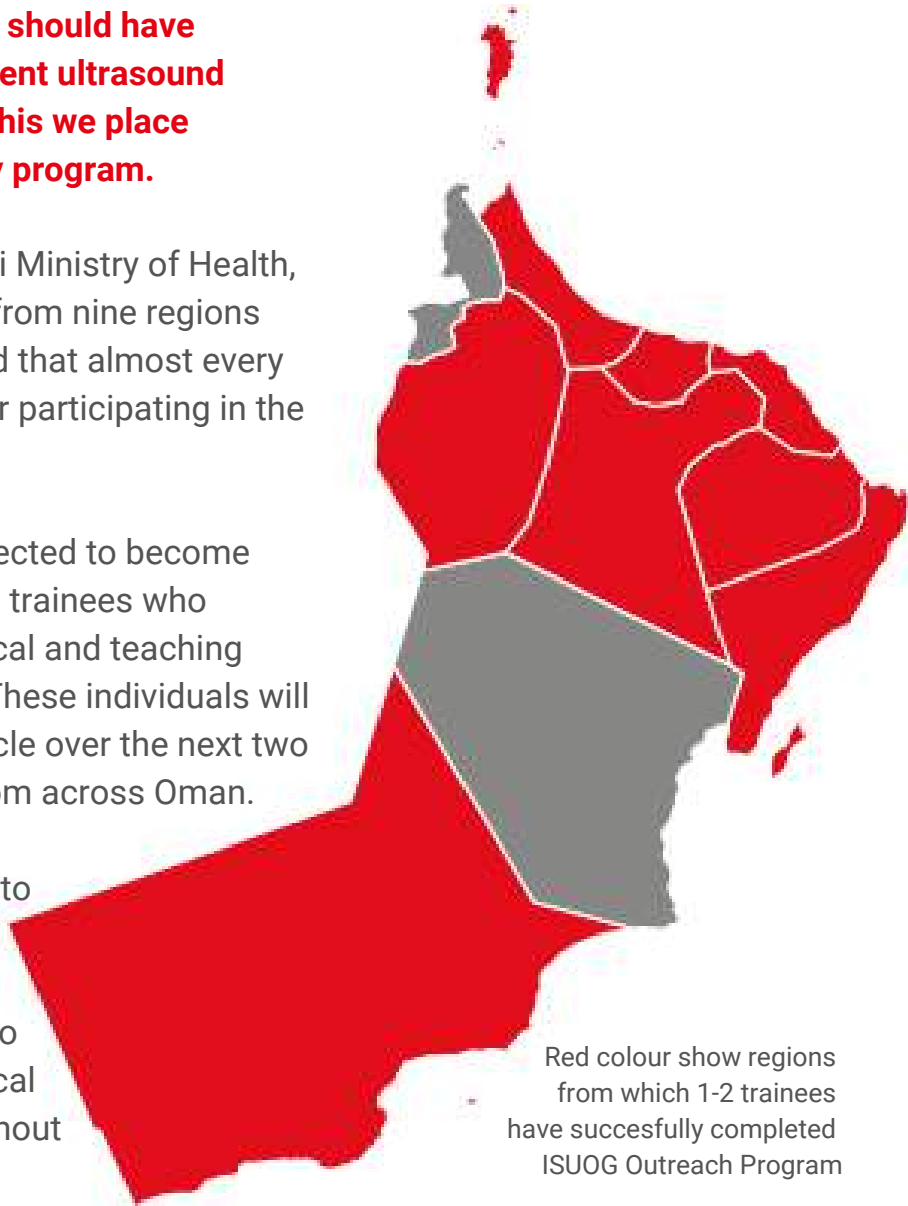 should have
ent ultrasound
his we place
program.
i Ministry of Health,
from nine regions
d that almost every
r participating in the
ected to become
trainees who
cal and teaching
These individuals will
cle over the next two
om across Oman.
to
o
cal
hout
Red colour show regions
from which 1-2 trainees
have succesfully completed
ISUOG Outreach Program